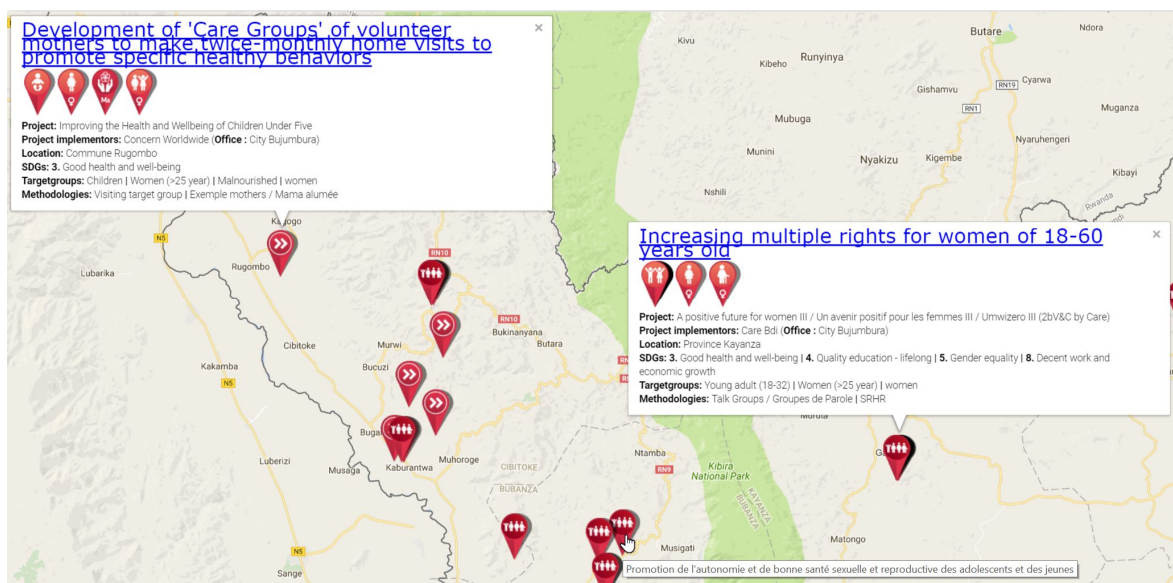 Development of 'Care Groups' of volunteer
mothers to make twice-monthly home visits to
promote specific healthy behaviors
×
Ma
Project: Improving the Health and Wellbeing of Children Under Five
Project implementors: Concern Worldwide (Office : City Bujumbura)
Location: Commune Rugombo
SDGs: 3. Good health and well-being
Targetgroups: Children | Women (>25 year) | Malnourished | women
Methodologies: Visiting target group | Exemple mothers / Mama alumée
Kivu
Butare
Ndora
Kibeho
Runyinya
RN19
Cyarwa
Gishamvu
RN1
Muganza
Mubuga
Nyaruhengeri
Munini
Nyakizu
Kigembe
Kibayi
Nshili
Rwanda
Increasing multiple rights for women of 18-60
years old
×
Project: A positive future for women III / Un avenir positif pour les femmes III / Umwizero III (2bV&C by Care)
Project implementors: Care Bdi (Office : City Bujumbura)
Location: Province Kayanza
SDGs: 3. Good health and well-being | 4. Quality education - lifelong | 5. Gender equality | 8. Decent work and
economic growth
Targetgroups: Young adult (18-32) | Women (>25 year) | women
Methodologies: Talk Groups / Groupes de Parole | SRHR
N5
Rugombo
Lubarika
RN10
RN10
Bukinanyana
Butara
Cibitoke
Murwi
Bucuzi
Kakamba
N5
Muruta
Luberizi
Musaga
Kaburantwa
Muhororo
CIBITOKE
BUBANZA
Ntamba
RN9
Kibira
National Park
KAYANZA
BUBANZA
Matongo
Musigati
N5
Sange
Promotion de l'autonomie et de bonne santé sexuelle et reproductive des adolescents et des jeunes